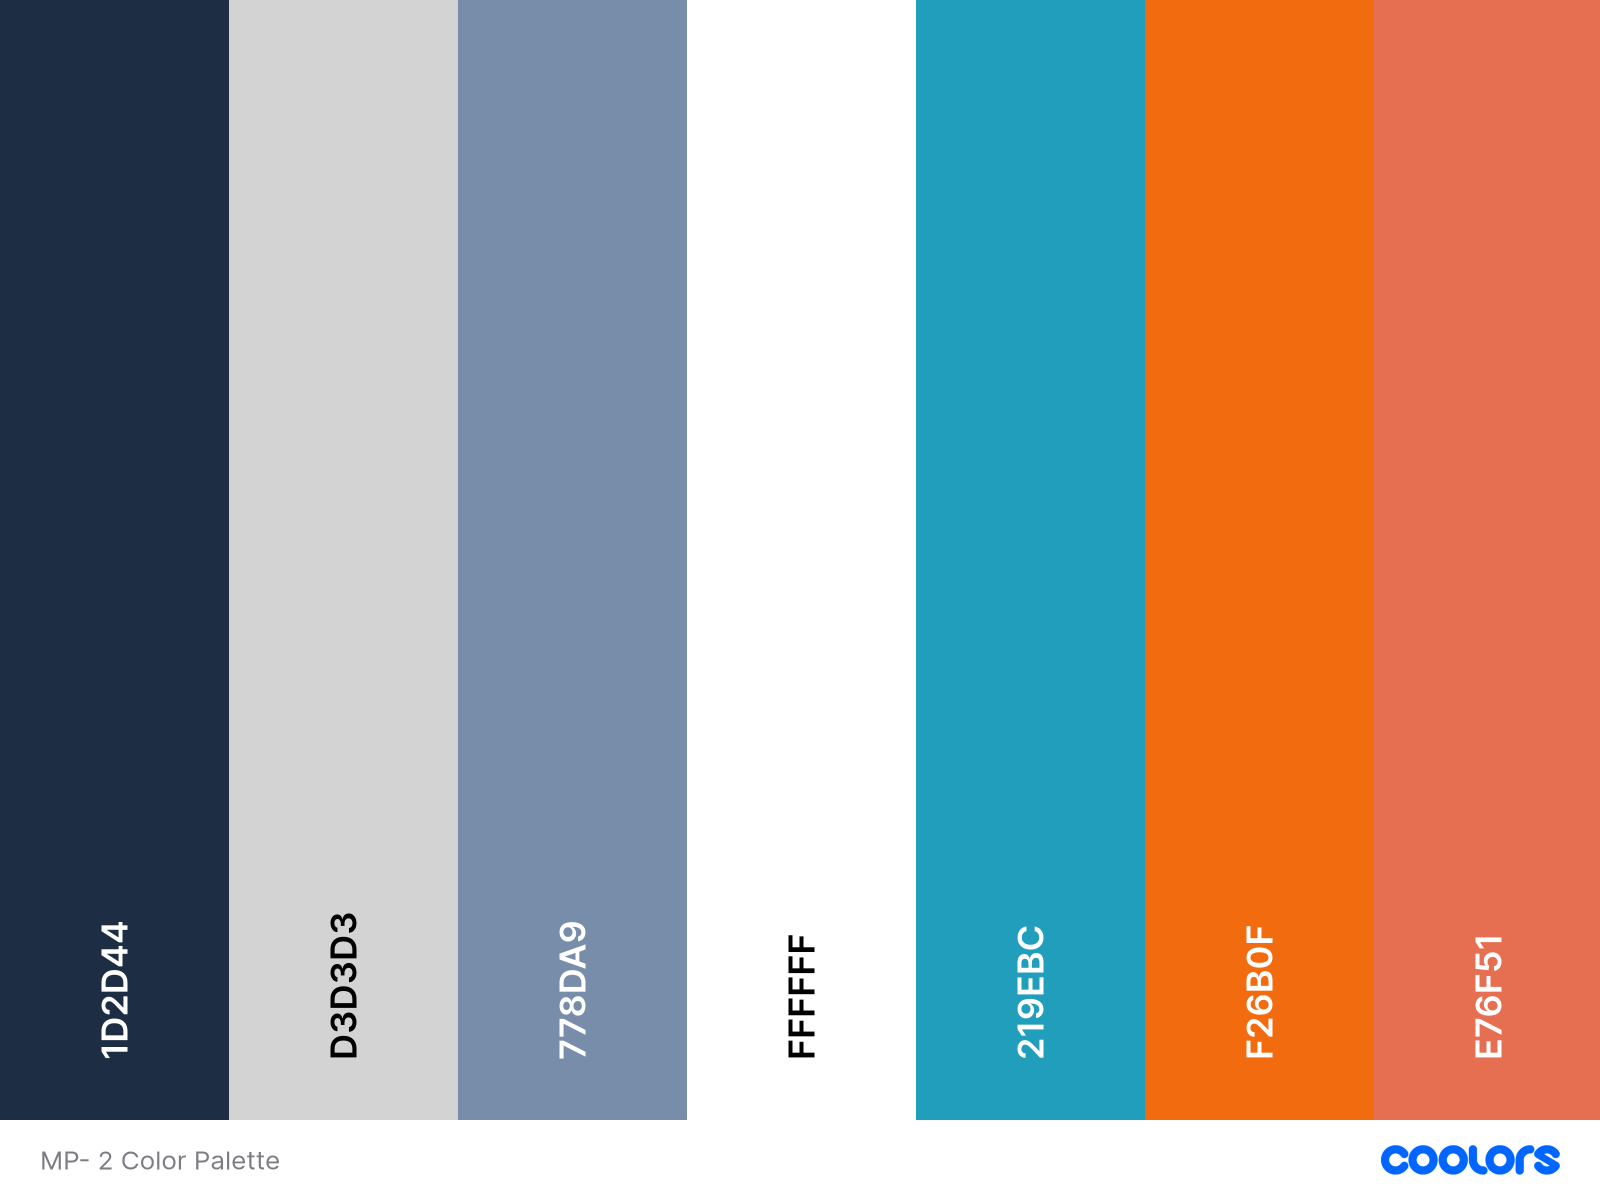 1D2D44
D3D3D3
778DA9
FFFFFF
219EBC
F26B0F
E76F51
MP- 2 Color Palette
coolors